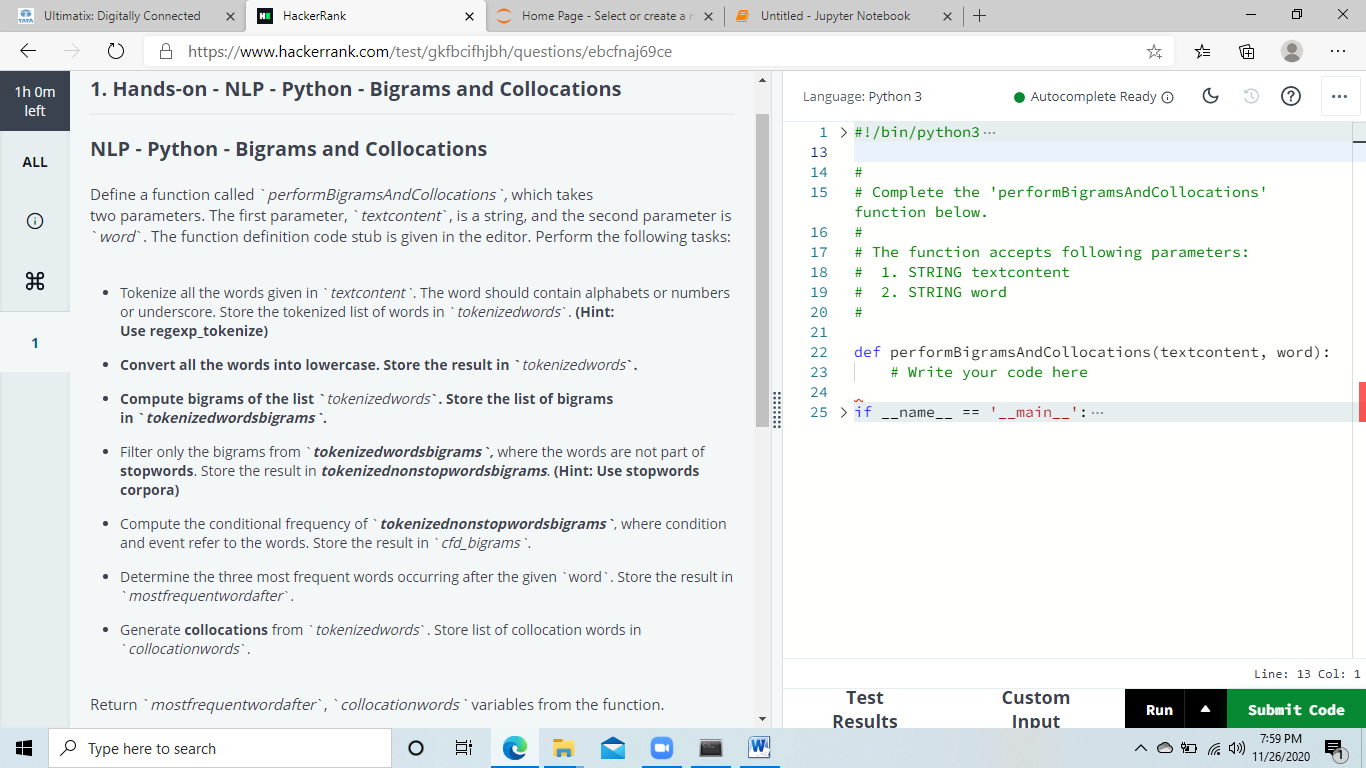 TATA
Ultimatix: Digitally Connected
HackerRank
Home Page - Select or create a n
Untitled - Jupyter Notebook
https://www.hackerrank.com/test/gkfbcifhjbh/questions/ebcfnaj69ce
1h 0m
left
ALL
1
1. Hands-on - NLP - Python - Bigrams and Collocations
NLP - Python - Bigrams and Collocations
Define a function called `performBigramsAndCollocations`, which takes
two parameters. The first parameter, `textcontent`, is a string, and the second parameter is
`word`. The function definition code stub is given in the editor. Perform the following tasks:
• Tokenize all the words given in `textcontent`. The word should contain alphabets or numbers
or underscore. Store the tokenized list of words in `tokenizedwords`. (Hint:
Use regexp_tokenize)
• Convert all the words into lowercase. Store the result in `tokenizedwords`.
• Compute bigrams of the list `tokenizedwords`. Store the list of bigrams
in `tokenizedwordsbigrams`.
• Filter only the bigrams from `tokenizedwordsbigrams`, where the words are not part of
stopwords. Store the result in tokenizednonstopwordsbigrams. (Hint: Use stopwords
corpora)
• Compute the conditional frequency of `tokenizednonstopwordsbigrams`, where condition
and event refer to the words. Store the result in `cfd_bigrams`.
• Determine the three most frequent words occurring after the given `word`. Store the result in
`mostfrequentwordafter`.
• Generate collocations from `tokenizedwords`. Store list of collocation words in
`collocationwords`.
Return `mostfrequentwordafter`, `collocationwords` variables from the function.
Language: Python 3
Autocomplete Ready
1 #!/bin/python3 ...
13
14 #
15 # Complete the 'performBigramsAndCollocations'
function below.
16 #
17 # The function accepts following parameters:
18 #  1. STRING textcontent
19 #  2. STRING word
20 #
21
22 def performBigramsAndCollocations(textcontent, word):
23     # Write your code here
24
25 if __name__ == '__main__': ...
Line: 13 Col: 1
Test
Results
Custom
Input
Run
Submit Code
Type here to search
7:59 PM
11/26/2020
1